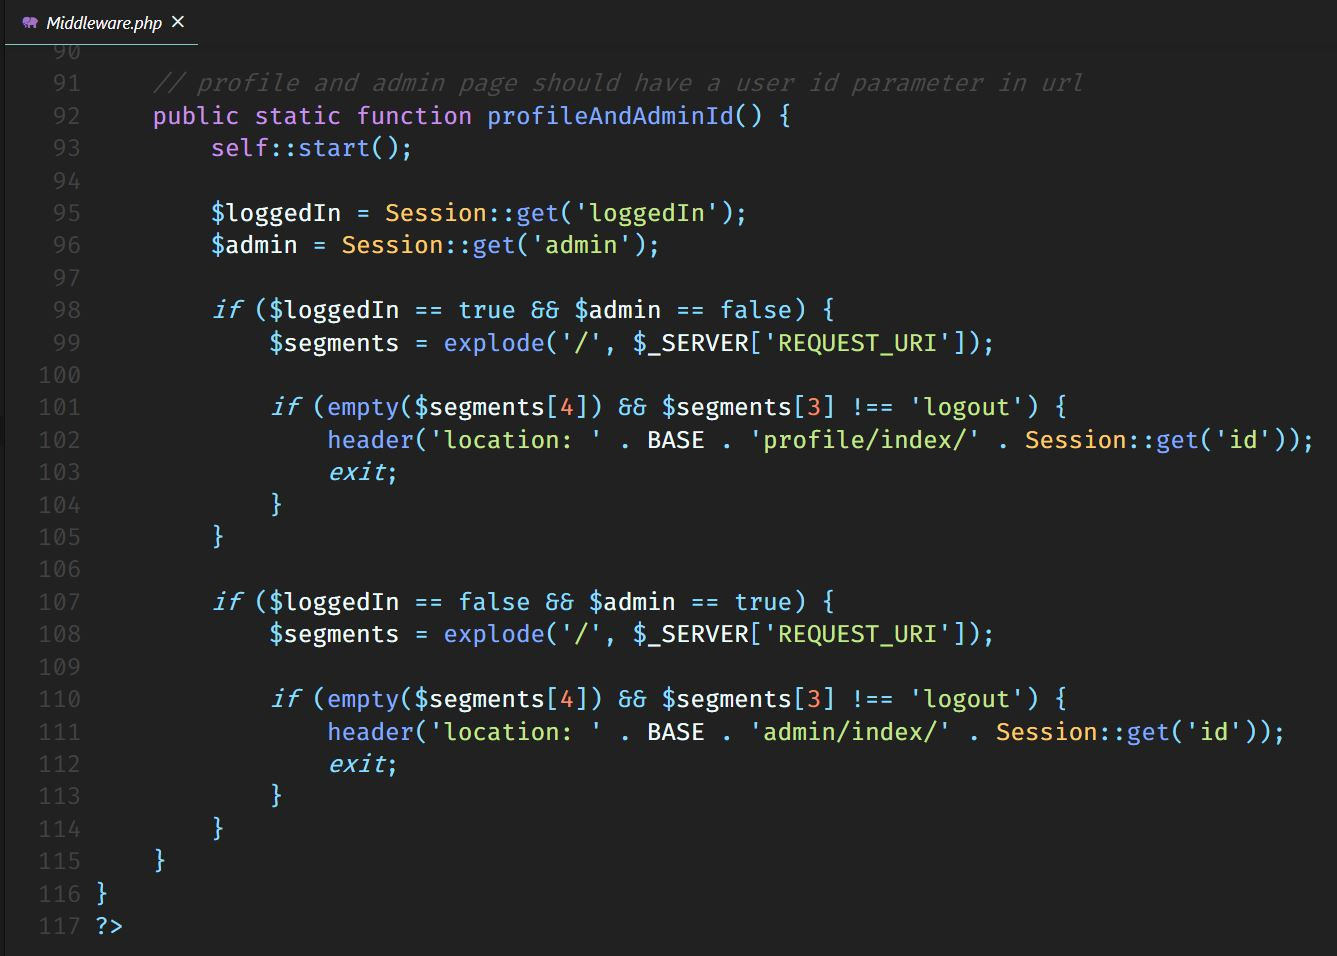 Middleware.php ×
90
91 // profile and admin page should have a user id parameter in url
92 public static function profileAndAdminId() {
93 self::start();
94
95 $loggedIn = Session::get('loggedIn');
96 $admin = Session::get('admin');
97
98 if ($loggedIn == true && $admin == false) {
99 $segments = explode('/', $_SERVER['REQUEST_URI']);
100
101 if (empty($segments[4]) && $segments[3] !== 'logout') {
102 header('location: ' . BASE . 'profile/index/' . Session::get('id'));
103 exit;
104 }
105 }
106
107 if ($loggedIn == false && $admin == true) {
108 $segments = explode('/', $_SERVER['REQUEST_URI']);
109
110 if (empty($segments[4]) && $segments[3] !== 'logout') {
111 header('location: ' . BASE . 'admin/index/' . Session::get('id'));
112 exit;
113 }
114 }
115 }
116 }
117 ?>